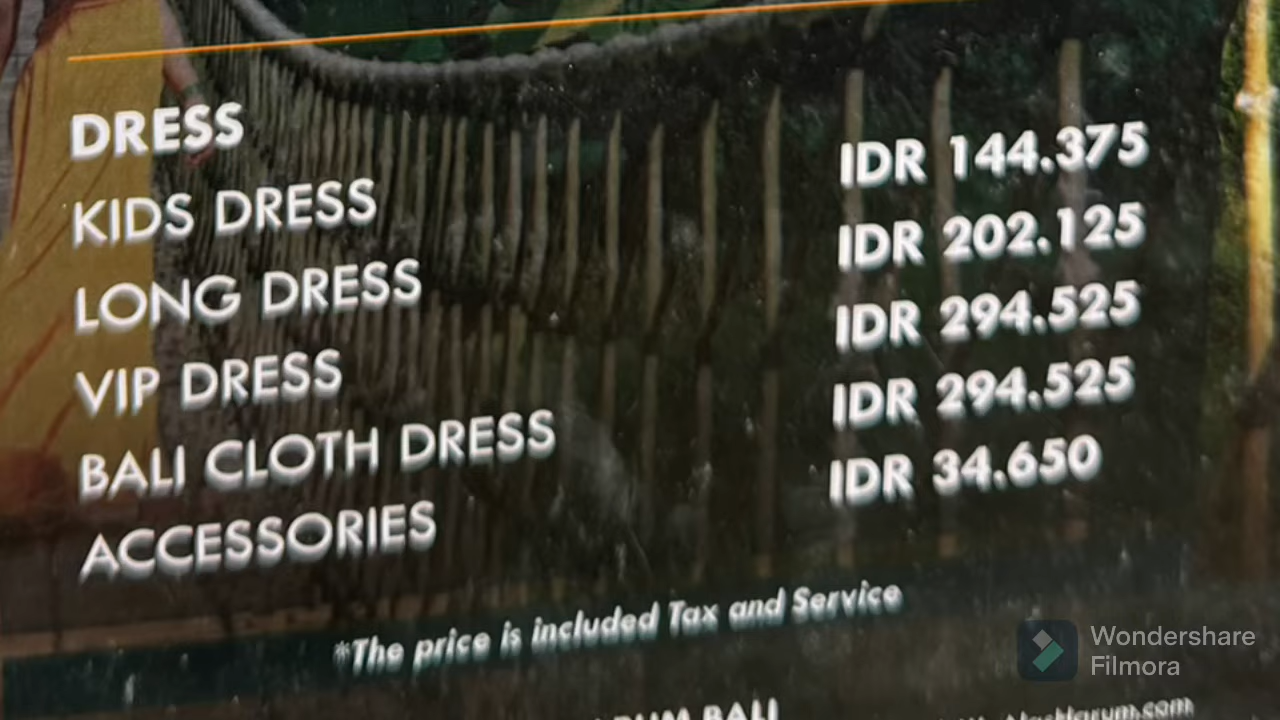 DRESS
KIDS DRESS IDR 144.375
LONG DRESS IDR 202.125
VIP DRESS IDR 294.525
BALI CLOTH DRESS IDR 294.525
ACCESSORIES IDR 34.650
*The price is included Tax and Service
BALI
Wondershare
Filmora